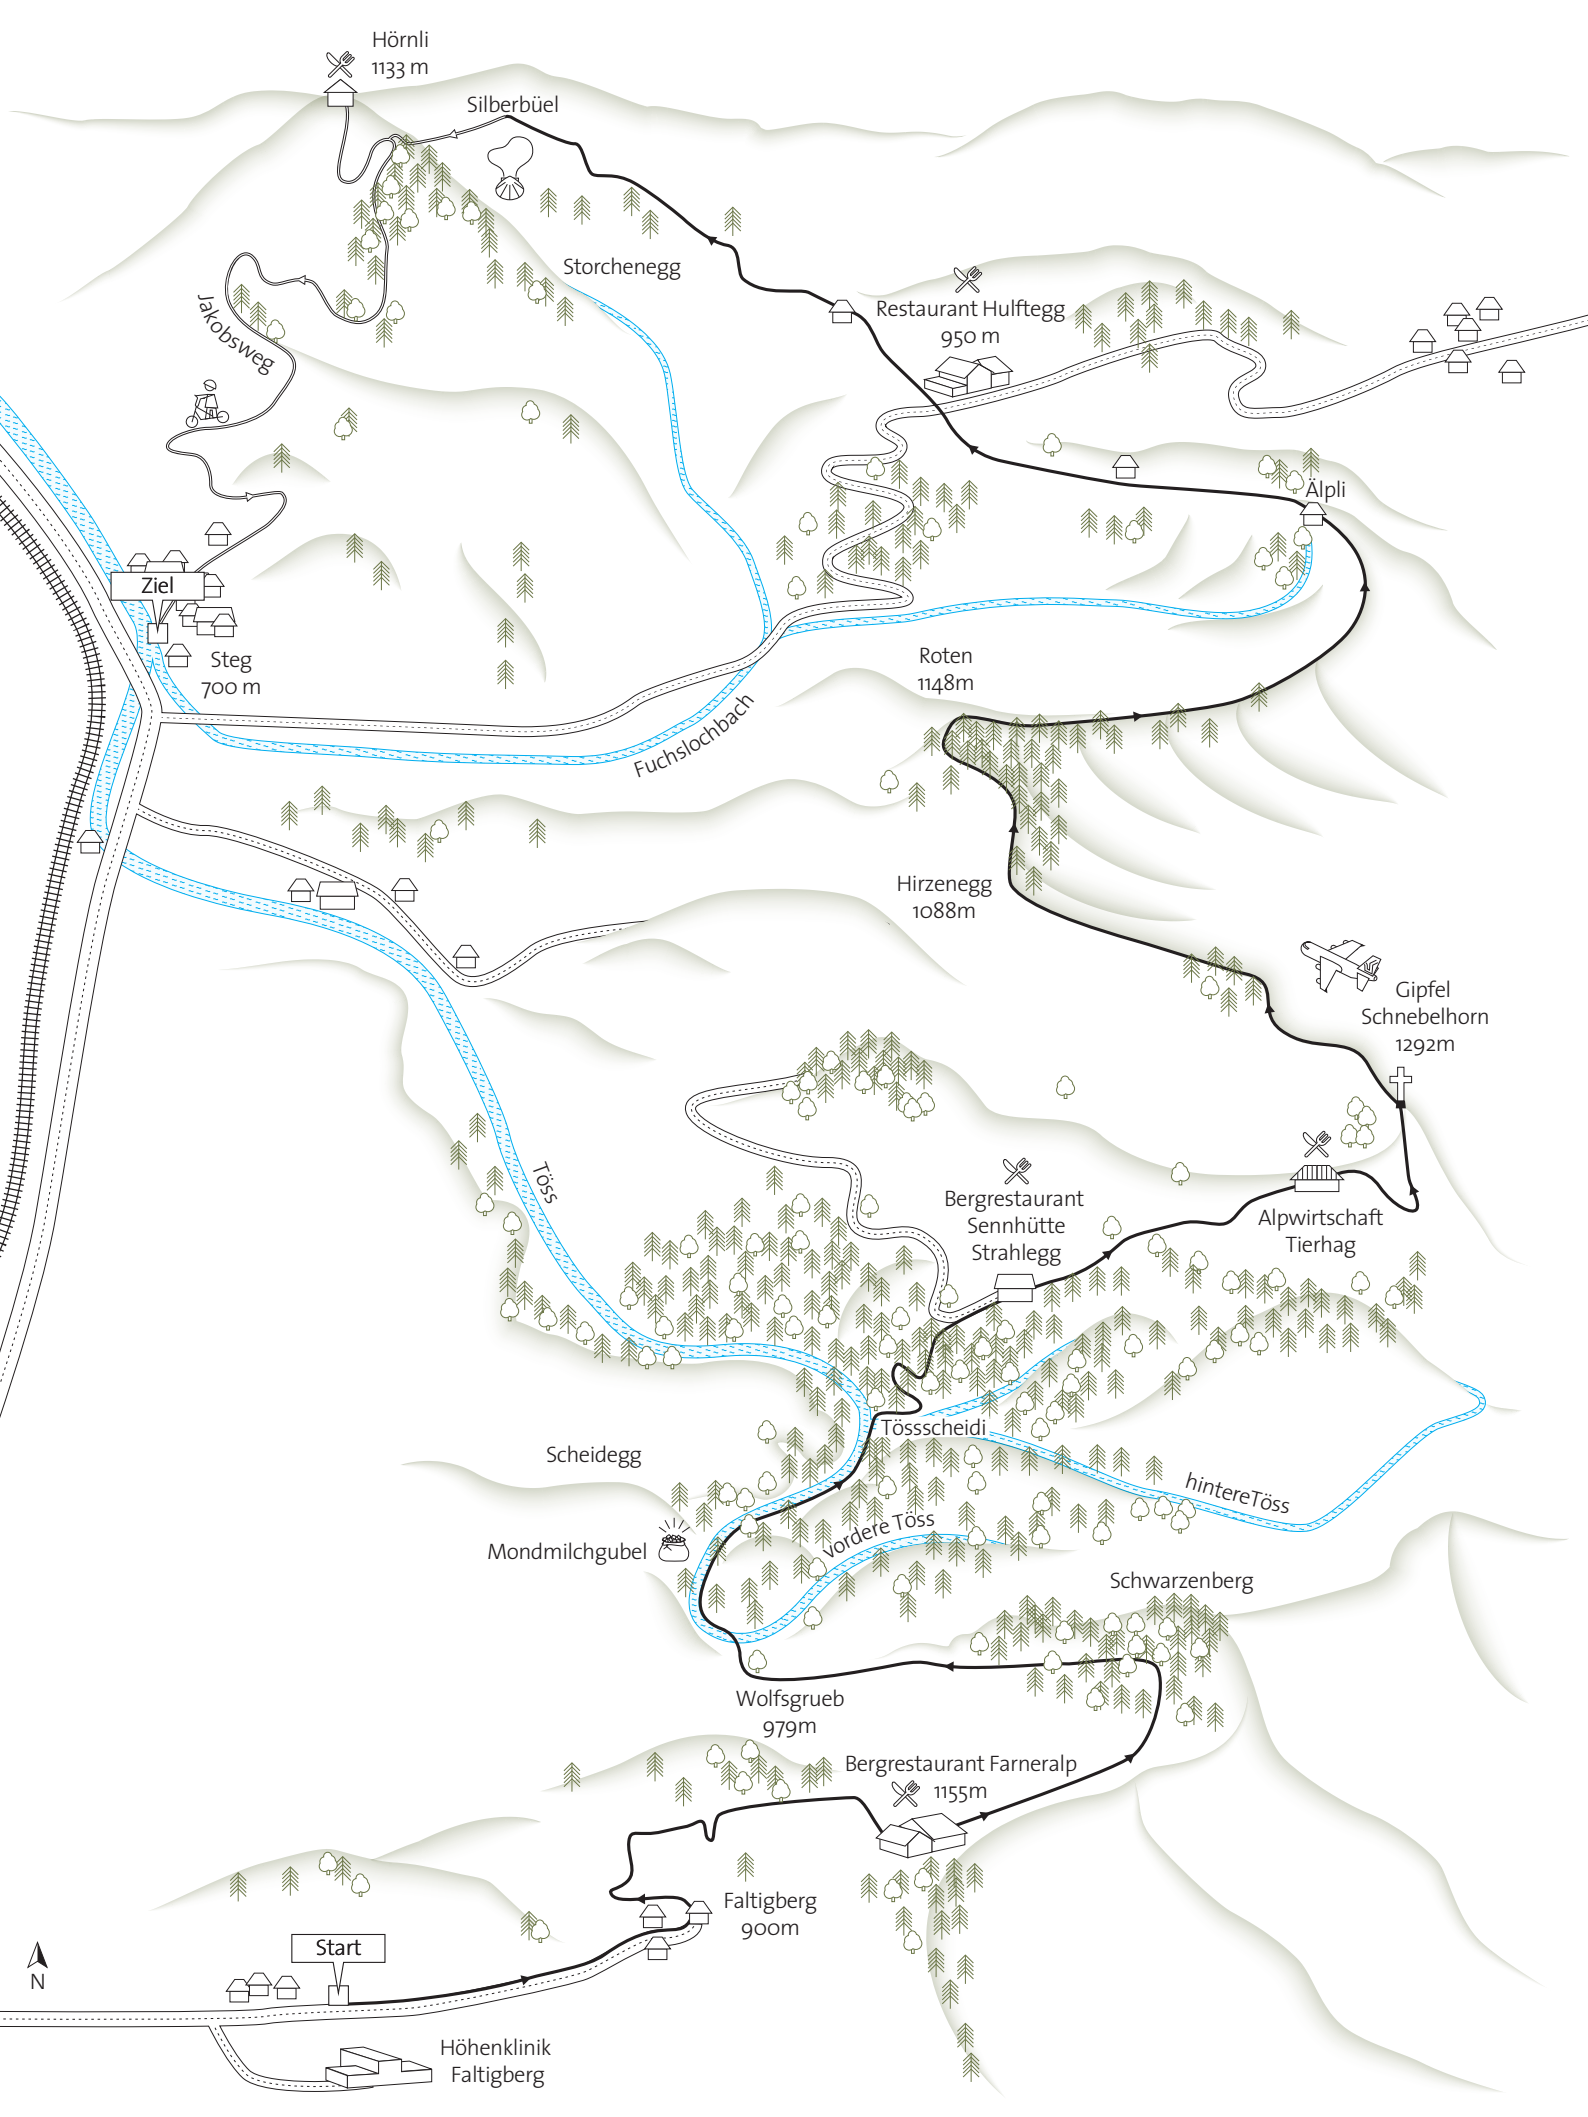 Hörnli
1133 m
Silberbüel
Storchenegg
Restaurant Hulftegg
950 m
Jakobsweg
Älpli
Ziel
Steg
700 m
Roten
1148m
Fuchslochbach
Hirzenegg
1088m
Gipfel
Schnebelhorn
1292m
Töss
Bergrestaurant
Sennhütte
Strahlegg
Alpwirtschaft
Tierhag
Tössscheidi
Scheidegg
hintereTöss
vordere Töss
Mondmilchgubel
Schwarzenberg
Wolfsgrueb
979m
Bergrestaurant Farneralp
1155m
Faltigberg
900m
Start
N
Höhenklinik
Faltigberg